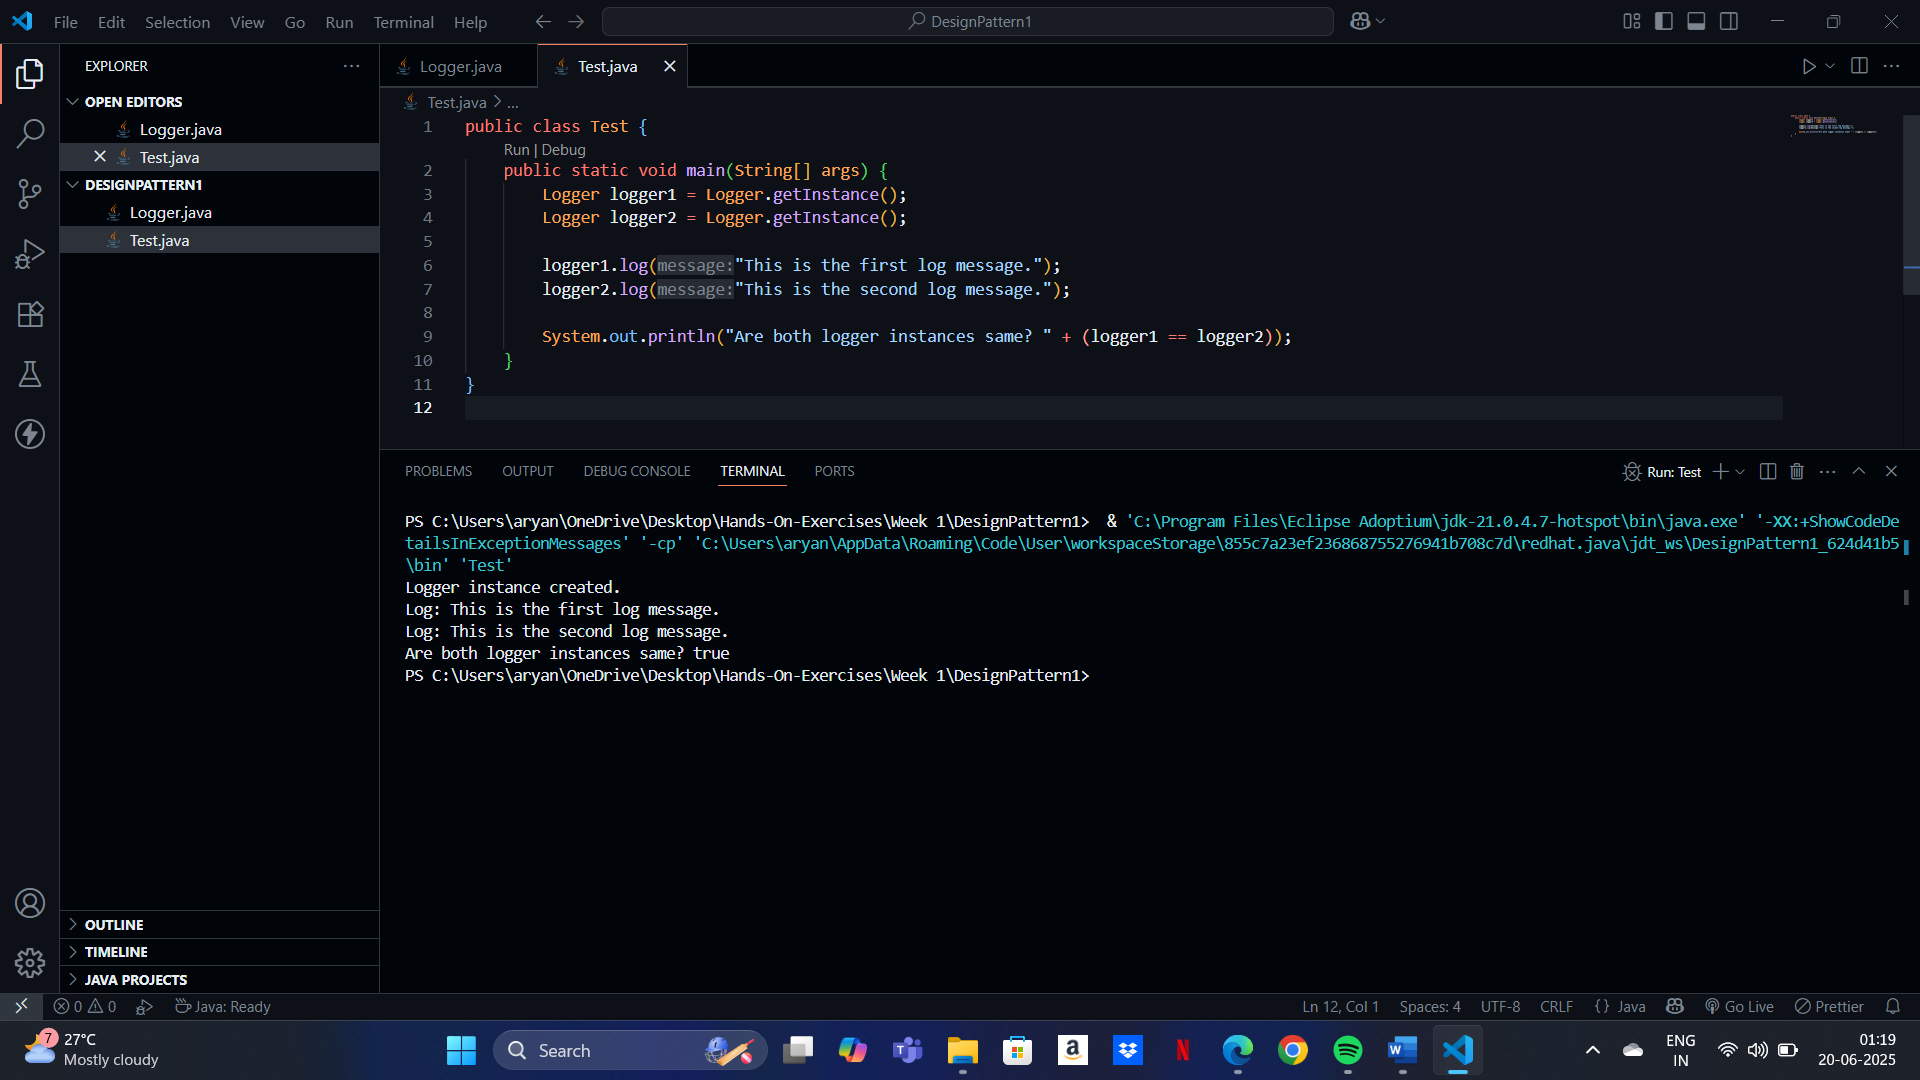 File Edit Selection View Go Run Terminal Help
DesignPattern1
EXPLORER
OPEN EDITORS
Logger.java
Test.java
DESIGNPATTERN1
Logger.java
Test.java
OUTLINE
TIMELINE
JAVA PROJECTS
Logger.java Test.java
Test.java > ...
1 public class Test {
Run | Debug
2 public static void main(String[] args) {
3 Logger logger1 = Logger.getInstance();
4 Logger logger2 = Logger.getInstance();
5
6 logger1.log(message:"This is the first log message.");
7 logger2.log(message:"This is the second log message.");
8
9 System.out.println("Are both logger instances same? " + (logger1 == logger2));
10 }
11 }
12
PROBLEMS OUTPUT DEBUG CONSOLE TERMINAL PORTS
Run: Test
PS C:\Users\aryan\OneDrive\Desktop\Hands-On-Exercises\Week 1\DesignPattern1>  & 'C:\Program Files\Eclipse Adoptium\jdk-21.0.4.7-hotspot\bin\java.exe' '-XX:+ShowCodeDe
tailsInExceptionMessages' '-cp' 'C:\Users\aryan\AppData\Roaming\Code\User\workspaceStorage\855c7a23ef236868755276941b708c7d\redhat.java\jdt_ws\DesignPattern1_624d41b5
\bin' 'Test'
Logger instance created.
Log: This is the first log message.
Log: This is the second log message.
Are both logger instances same? true
PS C:\Users\aryan\OneDrive\Desktop\Hands-On-Exercises\Week 1\DesignPattern1>
0 0 Java: Ready
Ln 12, Col 1 Spaces: 4 UTF-8 CRLF {} Java Go Live Prettier
7
27°C
Mostly cloudy
Search
ENG
IN
01:19
20-06-2025